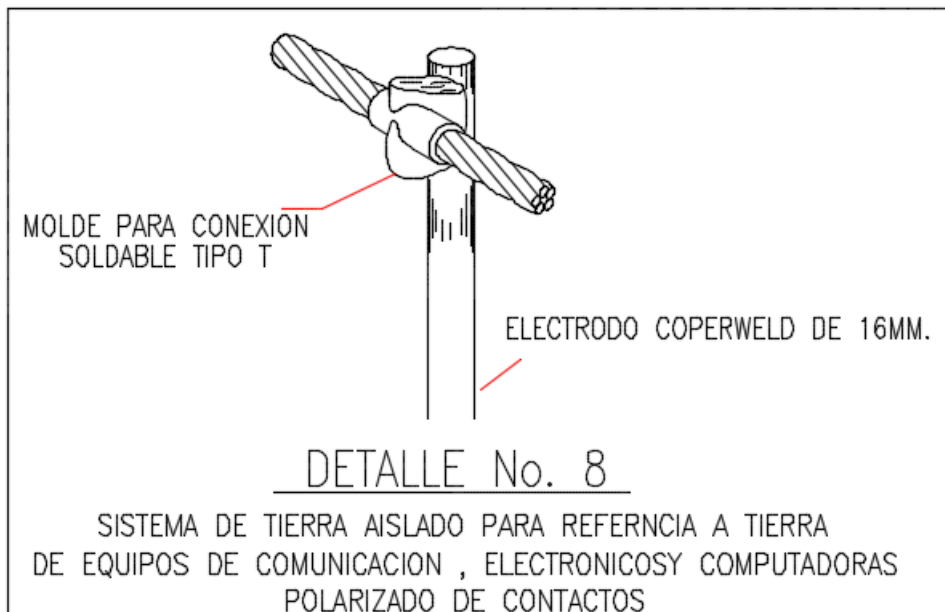 MOLDE PARA CONEXION
SOLDABLE TIPO T
ELECTRODO COPERWELD DE 16MM.
DETALLE No. 8
SISTEMA DE TIERRA AISLADO PARA REFERNCIA A TIERRA
DE EQUIPOS DE COMUNICACION , ELECTRONICOSY COMPUTADORAS
POLARIZADO DE CONTACTOS